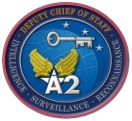 DEPUTY CHIEF OF STAFF
A2
INTELLIGENCE - SURVEILLANCE - RECONNAISSANCE